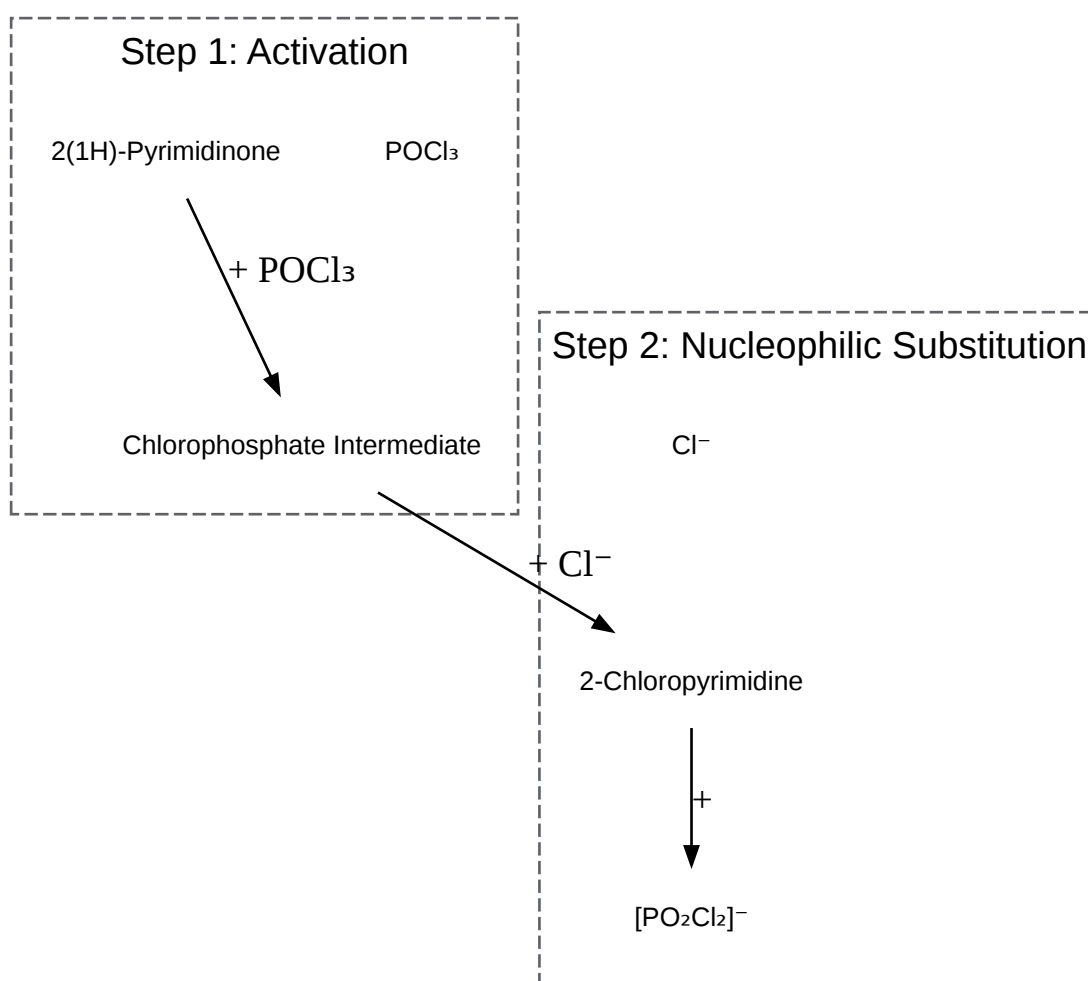 Step 1: Activation
2(1H)-Pyrimidinone
POCl₃
+ POCl₃
Chlorophosphate Intermediate
Step 2: Nucleophilic Substitution
Cl⁻
+ Cl⁻
2-Chloropyrimidine
+
[PO₂Cl₂]⁻